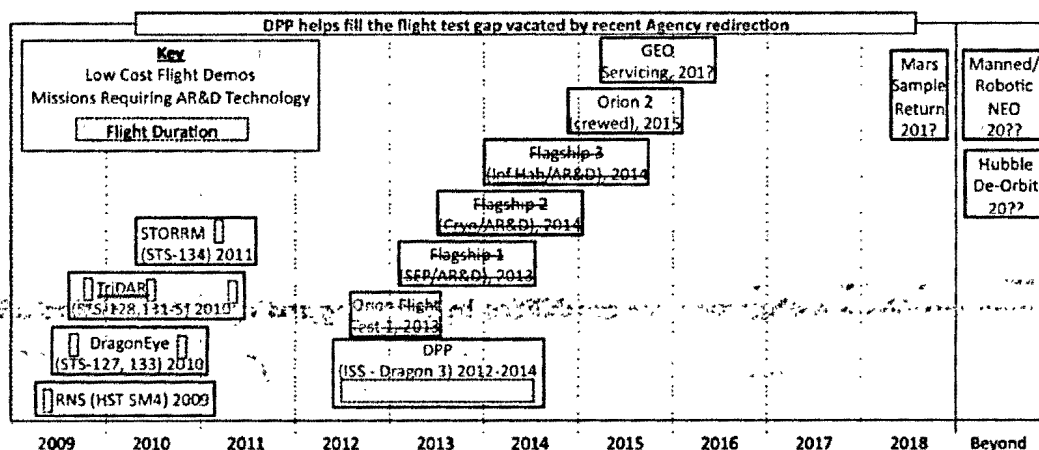 DPP helps fill the flight test gap vacated by recent Agency redirection
Key
Low Cost Flight Demos
Missions Requiring AR&D Technology
Flight Duration
GEO
Servicing, 201?
Mars
Sample
Return
201?
Manned/
Robotic
NEO
20??
Orion 2
(crewed), 2015
Flagship 3
(Inf Hab/AR&D), 2014
Hubble
De-Orbit
20??
Flagship 2
(Cryo/AR&D), 2014
STORRM
(STS-134) 2011
Flagship 1
(SEP/AR&D), 2013
TriDAR
(STS-128, 131-5) 2010
Orion Flight
Test 1, 2013
DragonEye
(STS-127, 133) 2010
DPP
(ISS - Dragon 3) 2012-2014
RNS (HST SM4) 2009
2009 2010 2011 2012 2013 2014 2015 2016 2017 2018 Beyond